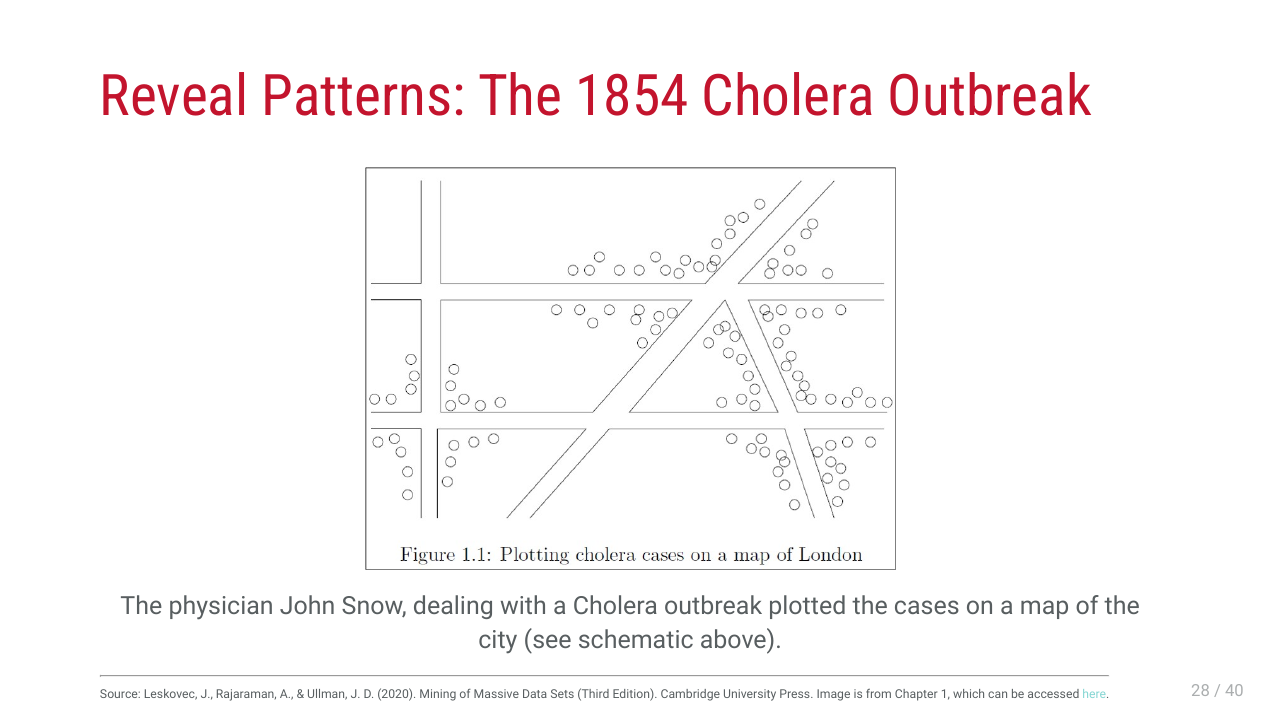 Reveal Patterns: The 1854 Cholera Outbreak
Figure 1.1: Plotting cholera cases on a map of London
The physician John Snow, dealing with a Cholera outbreak plotted the cases on a map of the
city (see schematic above).
Source: Leskovec, J., Rajaraman, A., & Ullman, J. D. (2020). Mining of Massive Data Sets (Third Edition). Cambridge University Press. Image is from Chapter 1, which can be accessed here.
28 / 40